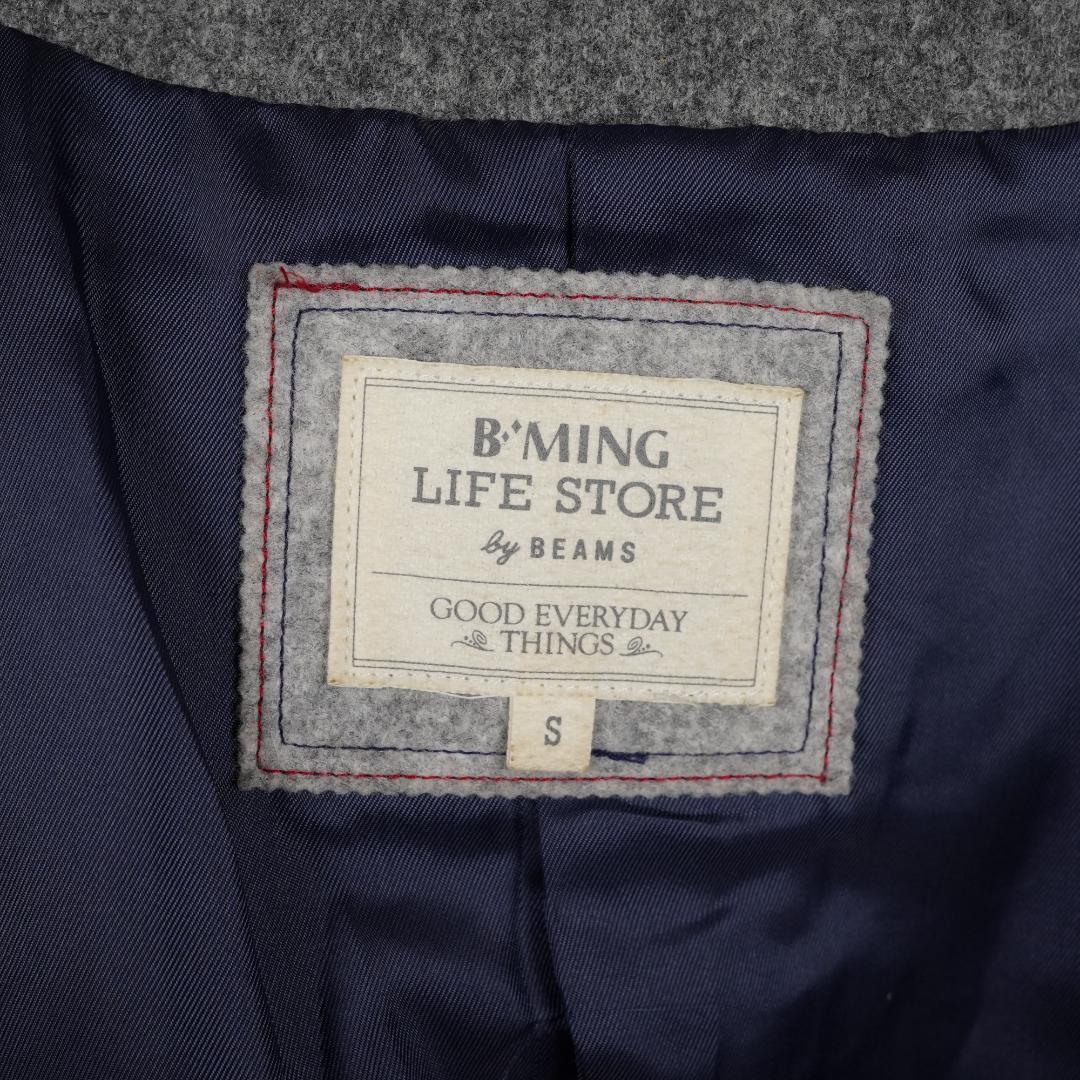 B MING
LIFE STORE
by BEAMS
GOOD EVERYDAY
THINGS
S